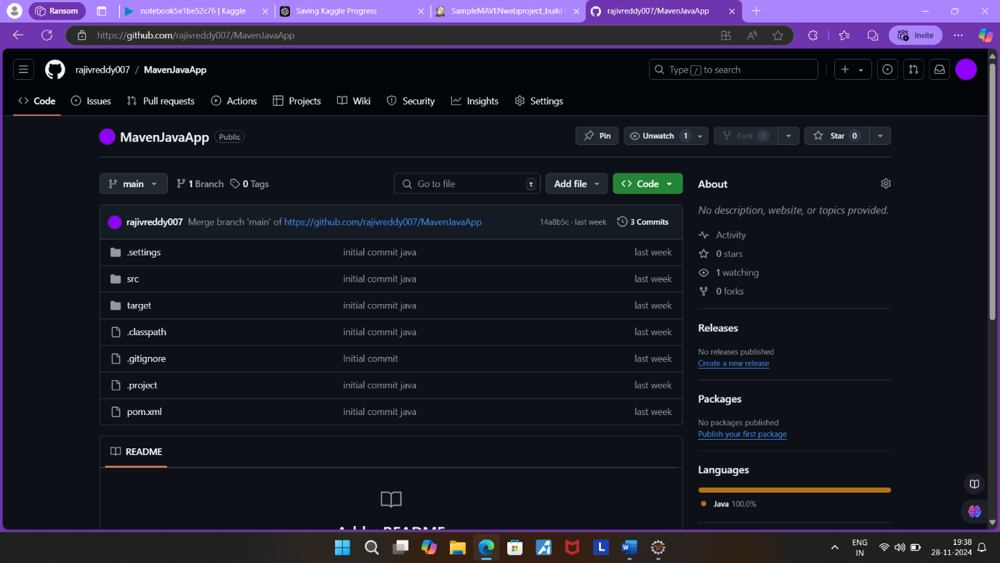 Ransom
notebook5e1be52c76 | Kaggle
Saving Kaggle Progress
SampleMAVENwebproject_build
rajivreddy007/MavenJavaApp
https://github.com/rajivreddy007/MavenJavaApp
Invite
rajivreddy007 / MavenJavaApp
Type / to search
Code
Issues
Pull requests
Actions
Projects
Wiki
Security
Insights
Settings
MavenJavaApp Public
Pin
Unwatch 1
Fork 0
Star 0
main
1 Branch
0 Tags
Go to file t
Add file
Code
rajivreddy007 Merge branch 'main' of https://github.com/rajivreddy007/MavenJavaApp 14a8b5c · last week 3 Commits
.settings initial commit java last week
src initial commit java last week
target initial commit java last week
.classpath initial commit java last week
.gitignore Initial commit last week
.project initial commit java last week
pom.xml initial commit java last week
README
About
No description, website, or topics provided.
Activity
0 stars
1 watching
0 forks
Releases
No releases published
Create a new release
Packages
No packages published
Publish your first package
Languages
Java 100.0%
L
ENG
IN
19:38
28-11-2024